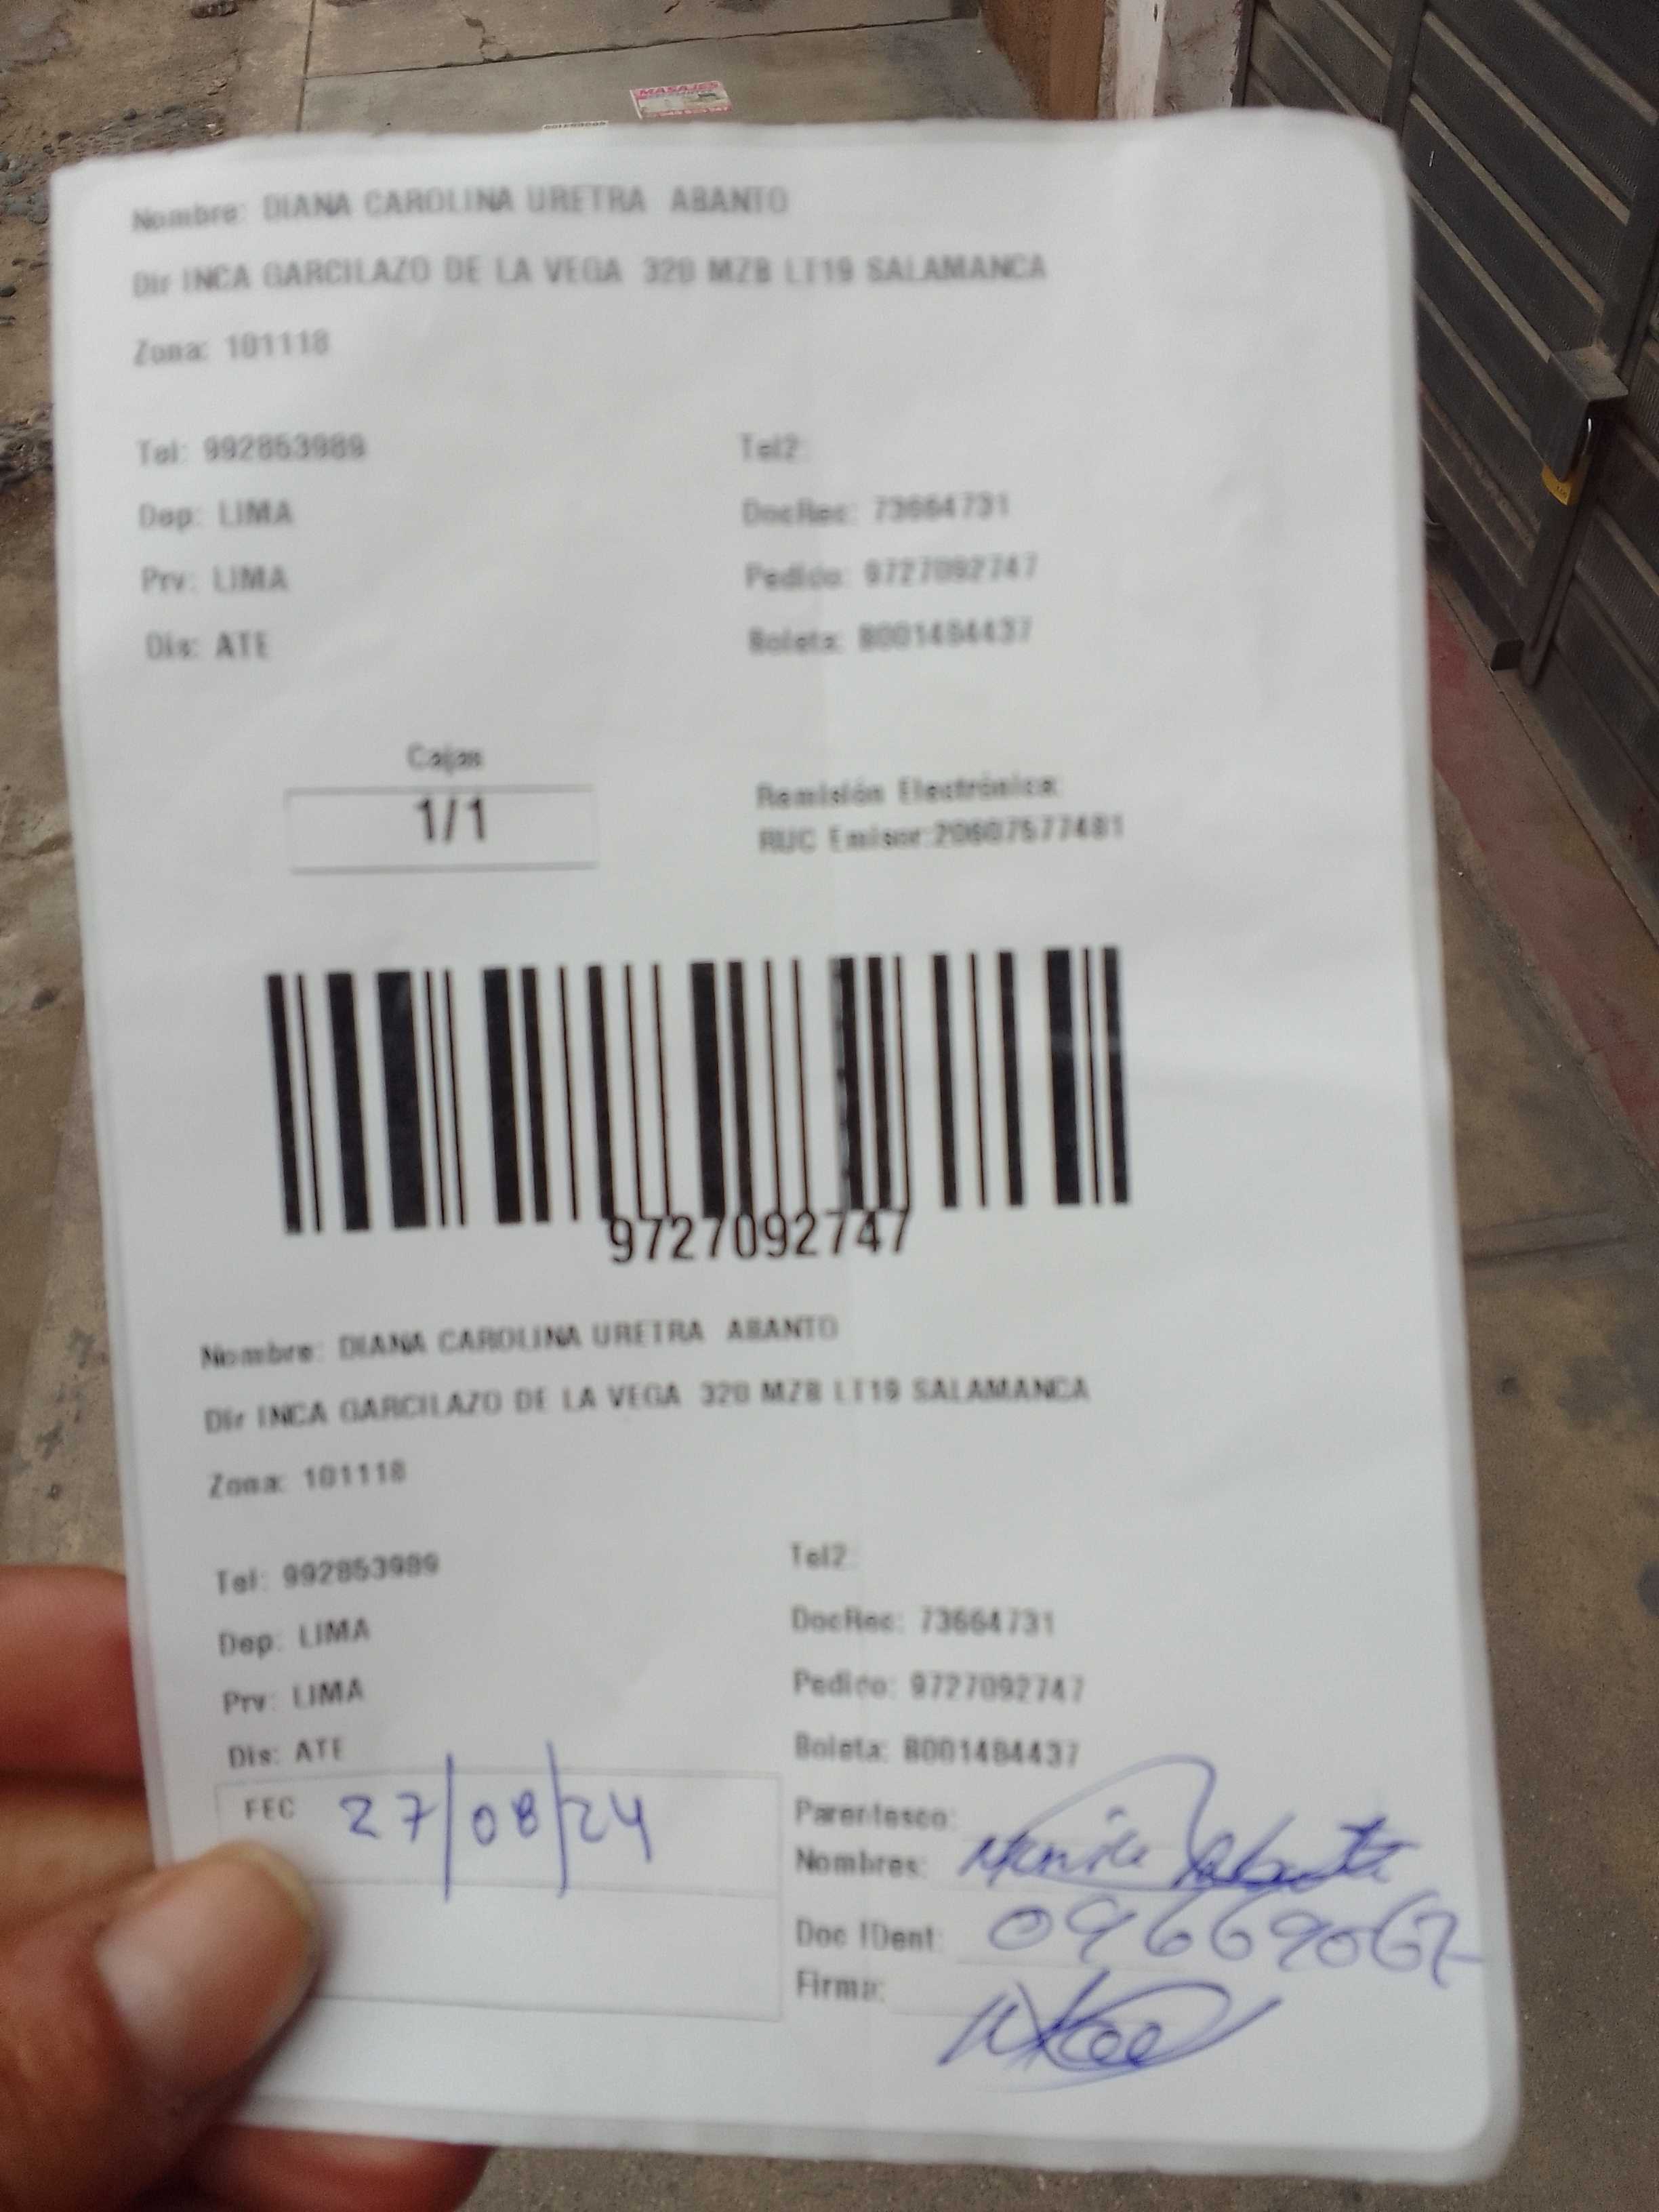 MASAJES
Nombre: DIANA CAROLINA URETRA ABANTO
Dir INCA GARCILAZO DE LA VEGA 320 MZB LT19 SALAMANCA
Zona: 101118
Tel: 992853989 Tel2:
Dep: LIMA DocRec: 73664731
Prv: LIMA Pedido: 9727092747
Dis: ATE Boleta: B001484437
Cajas
1/1
Remisión Electrónica:
RUC Emisor:20607577481
9727092747
Nombre: DIANA CAROLINA URETRA ABANTO
Dir INCA GARCILAZO DE LA VEGA 320 MZB LT19 SALAMANCA
Zona: 101118
Tel: 992853989 Tel2:
Dep: LIMA DocRec: 73664731
Prv: LIMA Pedido: 9727092747
Dis: ATE Boleta: B001484437
FEC 27/08/24 Parentesco:
Nombres:
Doc IDent:
Firma: